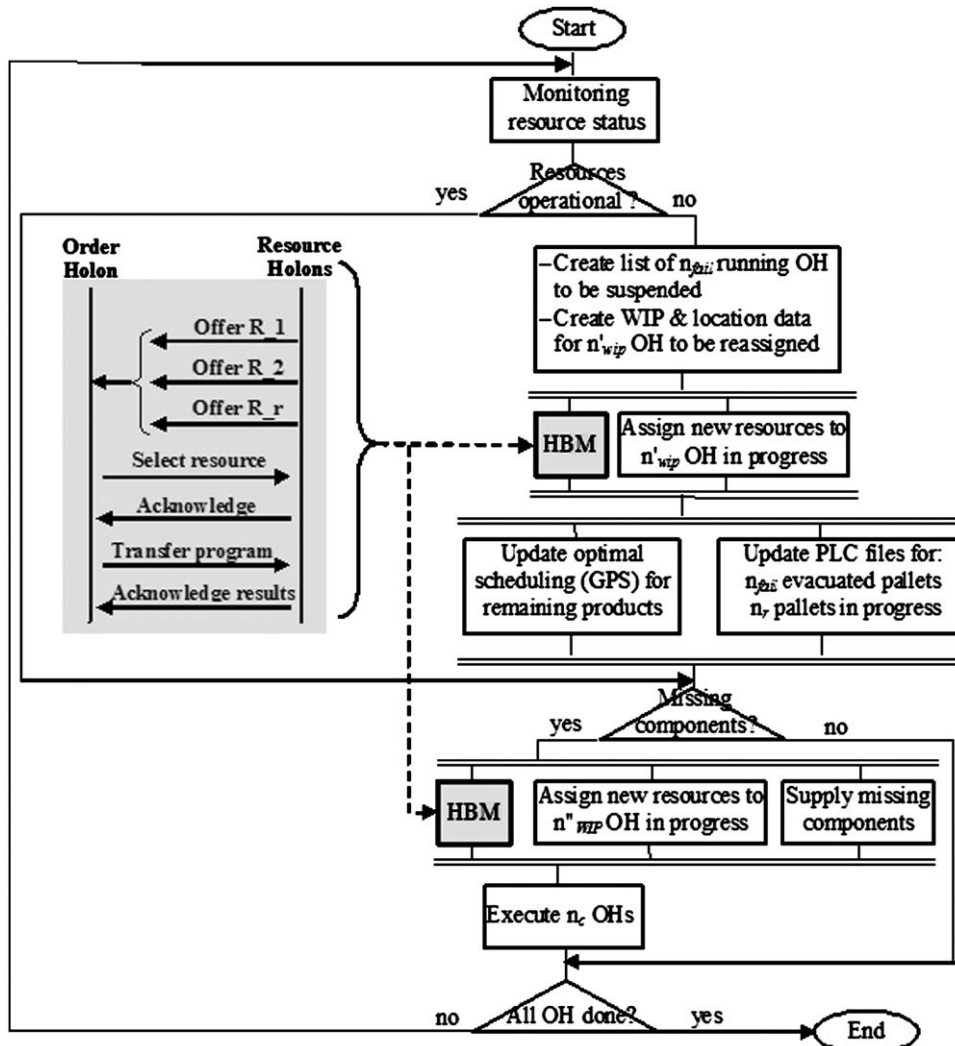 Start
Monitoring
resource status
Resources
operational ?
yes
no
Order
Holon
Resource
Holons
Offer R_1
Offer R_2
Offer R_r
Select resource
Acknowledge
Transfer program
Acknowledge results
–Create list of n_fail running OH
to be suspended
–Create WIP & location data
for n'_wip OH to be reassigned
HBM
Assign new resources to
n'_wip OH in progress
Update optimal
scheduling (GPS) for
remaining products
Update PLC files for:
n_fail evacuated pallets
n_r pallets in progress
Missing
components?
yes
no
HBM
Assign new resources to
n"_WIP OH in progress
Supply missing
components
Execute n_c OHs
All OH done?
no
yes
End